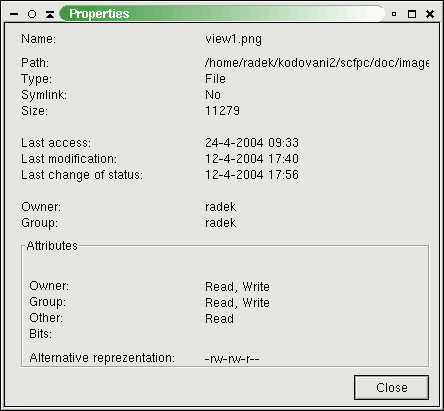 Properties
Name: view1.png
Path: /home/radek/kodovani2/scfpc/doc/image
Type: File
Symlink: No
Size: 11279
Last access: 24-4-2004 09:33
Last modification: 12-4-2004 17:40
Last change of status: 12-4-2004 17:56
Owner: radek
Group: radek
Attributes
Owner: Read, Write
Group: Read, Write
Other: Read
Bits:
Alternative reprezentation: -rw-rw-r--
Close